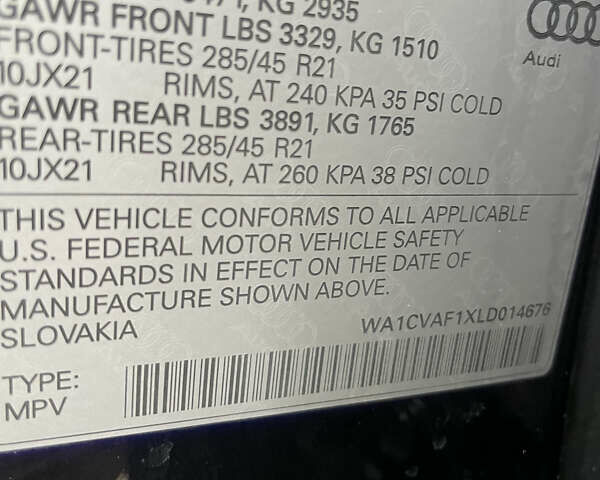 KG 2935
GAWR FRONT LBS 3329, KG 1510
FRONT-TIRES 285/45 R21
10JX21 RIMS, AT 240 KPA 35 PSI COLD
GAWR REAR LBS 3891, KG 1765
REAR-TIRES 285/45 R21
10JX21 RIMS, AT 260 KPA 38 PSI COLD
Audi
THIS VEHICLE CONFORMS TO ALL APPLICABLE
U.S. FEDERAL MOTOR VEHICLE SAFETY
STANDARDS IN EFFECT ON THE DATE OF
MANUFACTURE SHOWN ABOVE.
SLOVAKIA
WA1CVAF1XLD014676
TYPE:
MPV